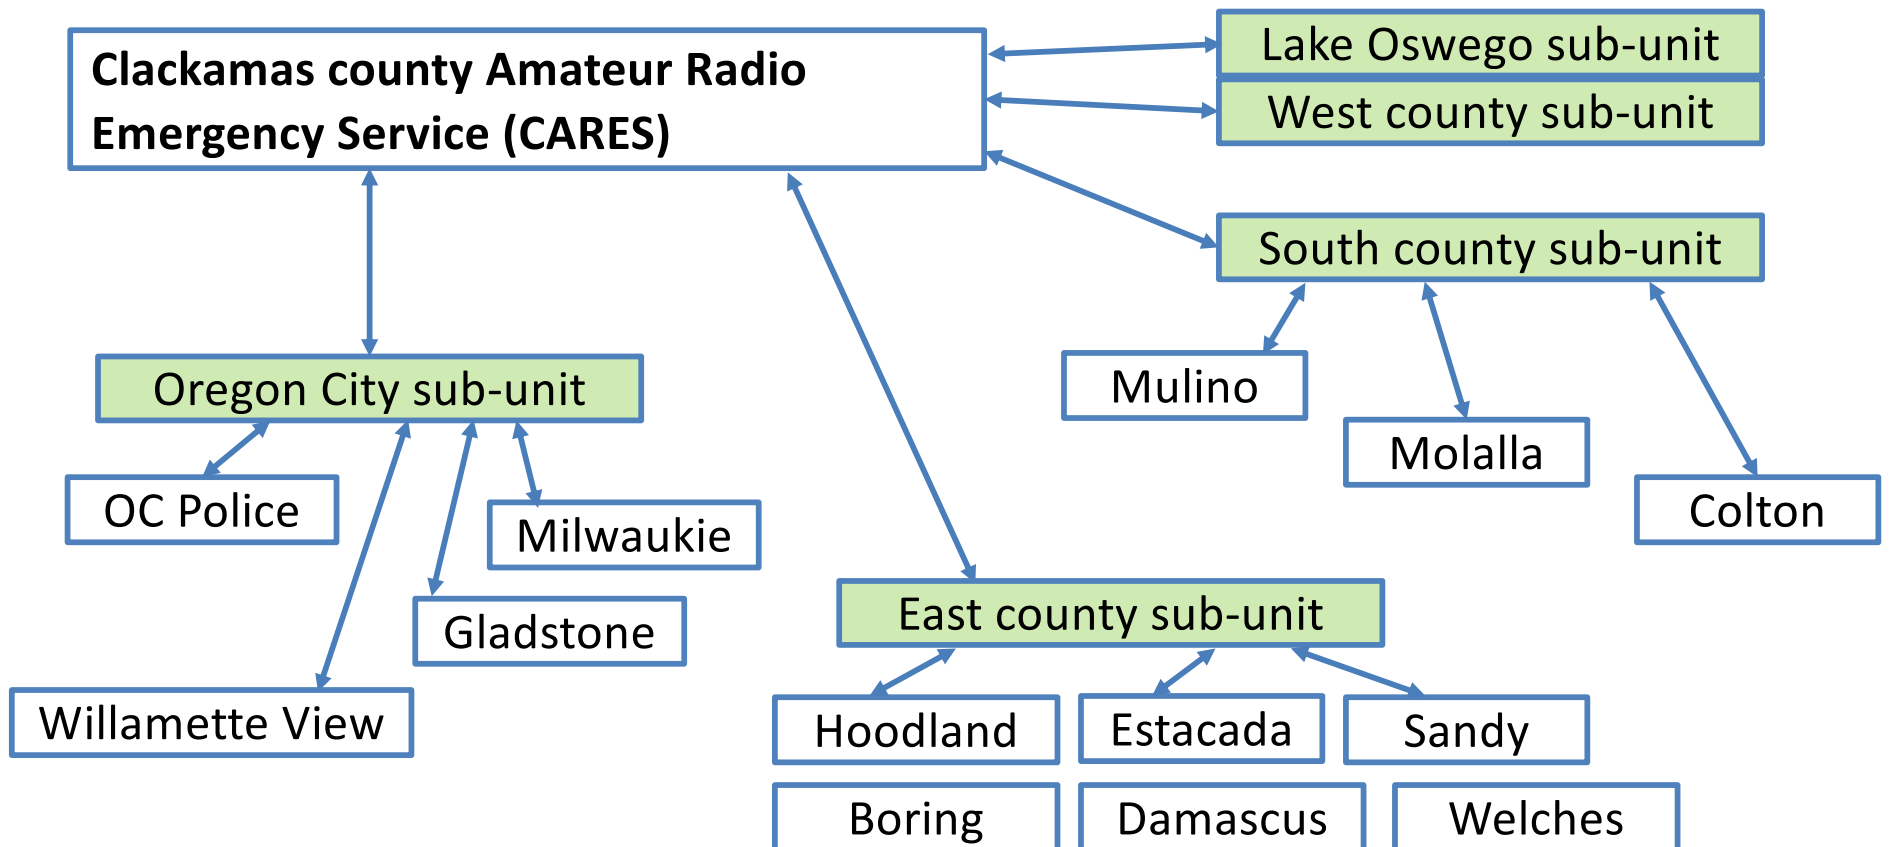 Clackamas county Amateur Radio
Emergency Service (CARES)
Lake Oswego sub-unit
West county sub-unit
South county sub-unit
Mulino
Molalla
Colton
Oregon City sub-unit
OC Police
Milwaukie
Gladstone
Willamette View
East county sub-unit
Hoodland
Estacada
Sandy
Boring
Damascus
Welches